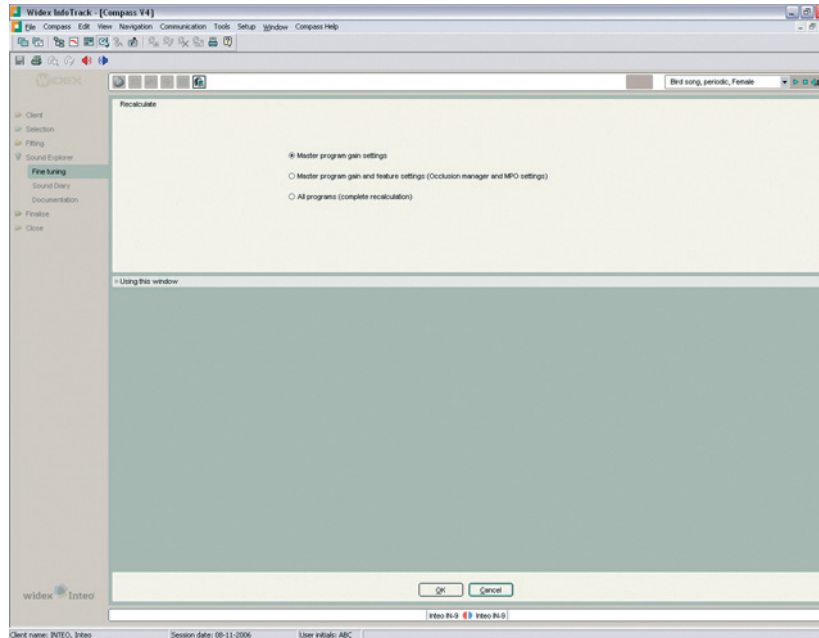 Widex InfoTrack - [Compass V4]
File Compass Edit View Navigation Communication Tools Setup Window Compass Help
WIDEX
Bird song, periodic, Female
Client
Selection
Fitting
Sound Explorer
Fine tuning
Sound Diary
Documentation
Finalise
Close
Recalculate
Master program gain settings
Master program gain and feature settings (Occlusion manager and MPO settings)
All programs (complete recalculation)
Using this window
OK Cancel
widex Inteo
Inteo IN-9 Inteo IN-9
Client name: INTEO, Inteo Session date: 08-11-2006 User initials: ABC